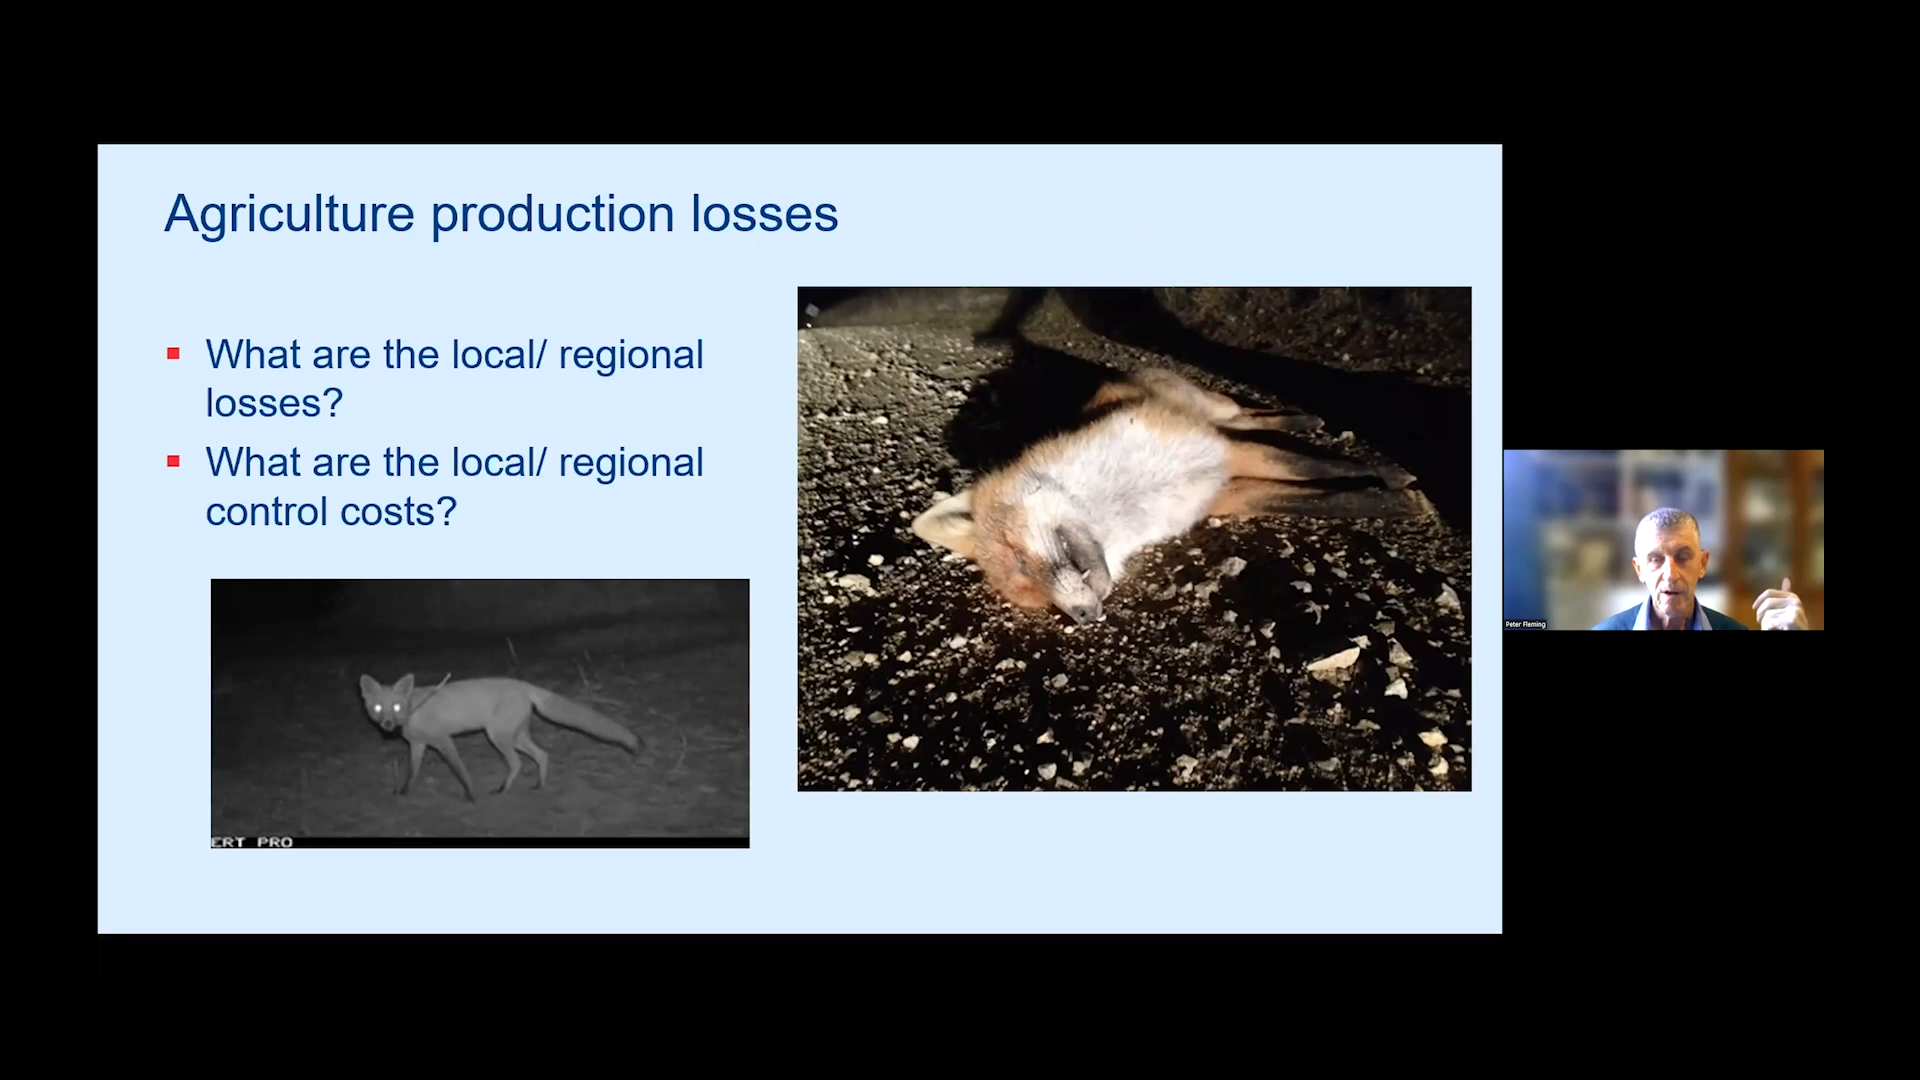 Agriculture production losses
What are the local/ regional
losses?
What are the local/ regional
control costs?
ERT PRO
Peter Fleming